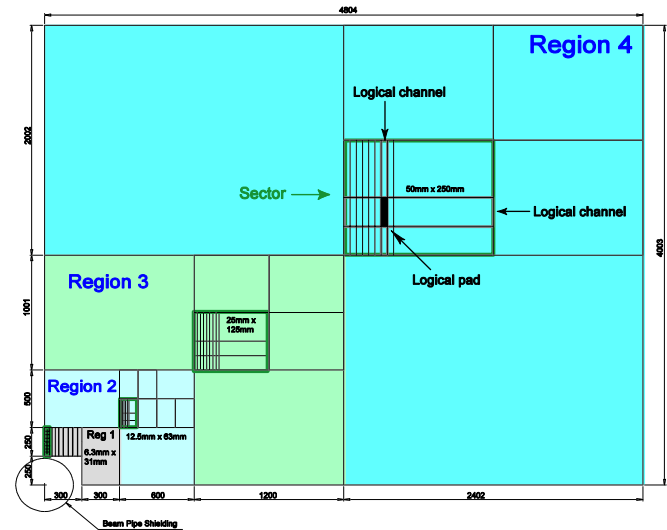 4804
Region 4
Logical channel
2002
Sector
50mm x 250mm
Logical channel
4003
Logical pad
Region 3
1001
25mm x
125mm
Region 2
500
Reg 1
12.5mm x 63mm
250
6.3mm x
31mm
250
300
300
600
1200
2402
Beam Pipe Shielding